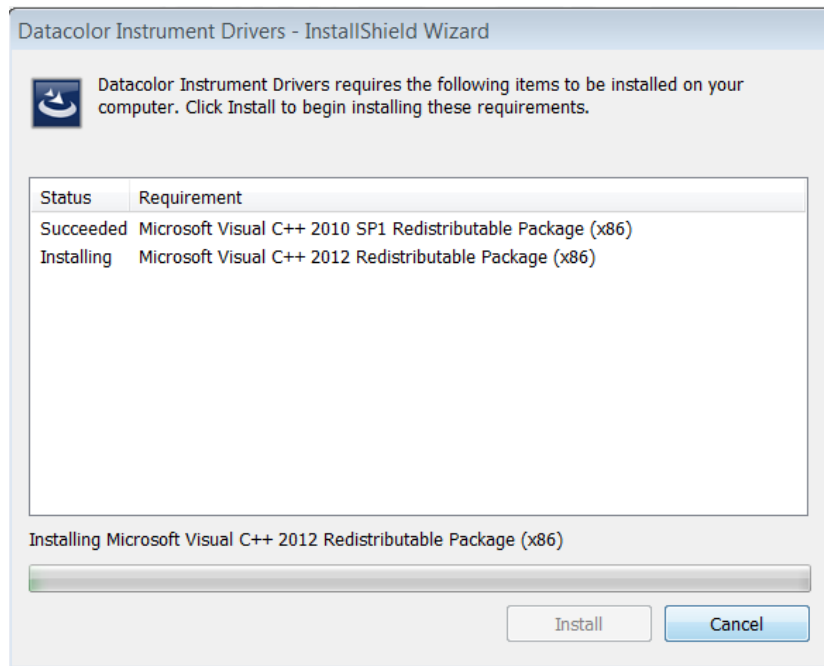 Datacolor Instrument Drivers - InstallShield Wizard
Datacolor Instrument Drivers requires the following items to be installed on your
computer. Click Install to begin installing these requirements.
Status Requirement
Succeeded Microsoft Visual C++ 2010 SP1 Redistributable Package (x86)
Installing Microsoft Visual C++ 2012 Redistributable Package (x86)
Installing Microsoft Visual C++ 2012 Redistributable Package (x86)
Install Cancel